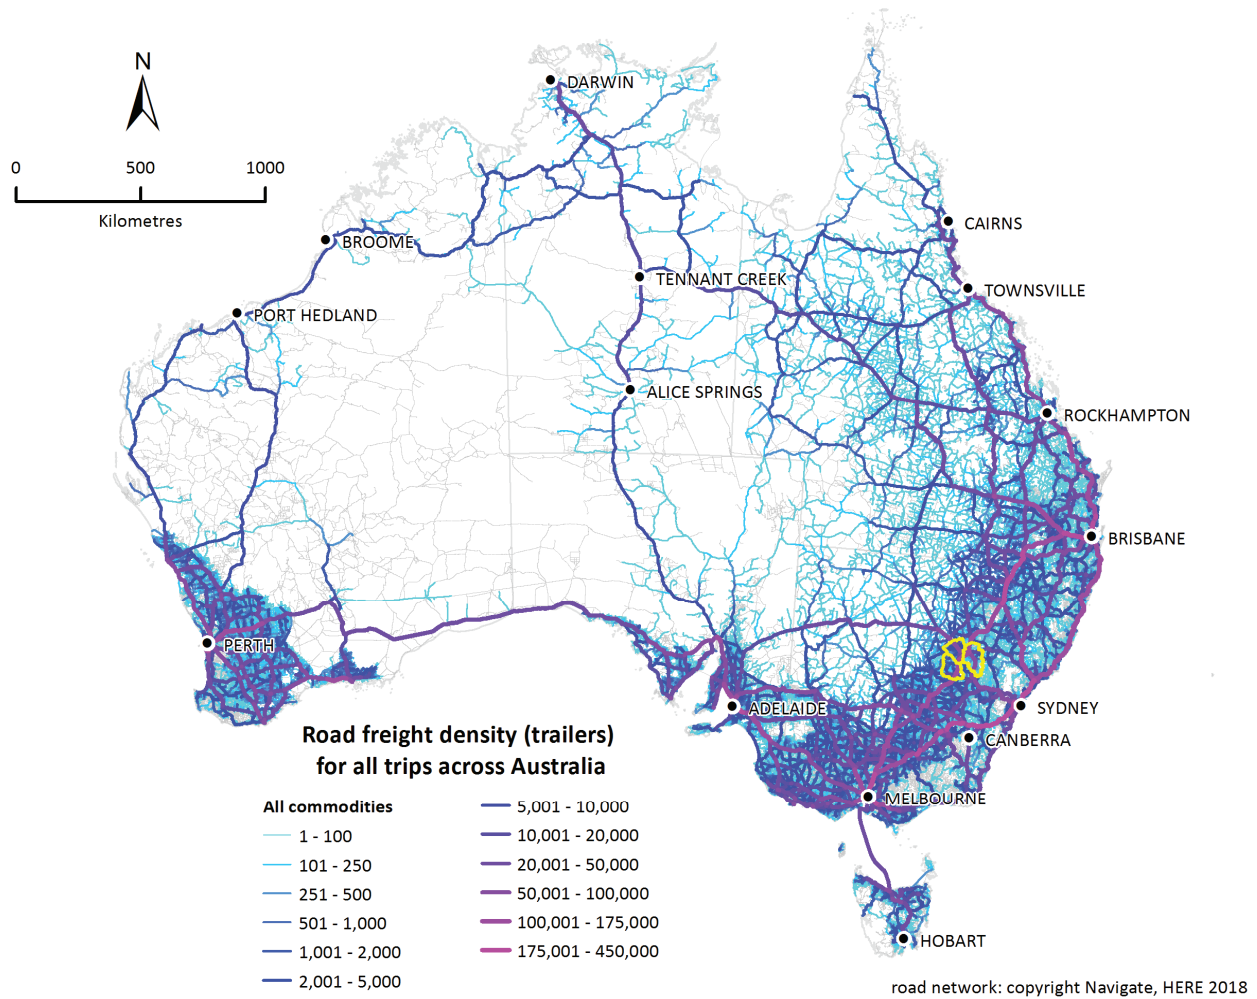 N
0 500 1000
Kilometres
DARWIN
CAIRNS
BROOME
TENNANT CREEK
TOWNSVILLE
PORT HEDLAND
ALICE SPRINGS
ROCKHAMPTON
BRISBANE
PERTH
ADELAIDE
SYDNEY
CANBERRA
MELBOURNE
HOBART
Road freight density (trailers)
for all trips across Australia
All commodities
1 - 100
101 - 250
251 - 500
501 - 1,000
1,001 - 2,000
2,001 - 5,000
5,001 - 10,000
10,001 - 20,000
20,001 - 50,000
50,001 - 100,000
100,001 - 175,000
175,001 - 450,000
road network: copyright Navigate, HERE 2018